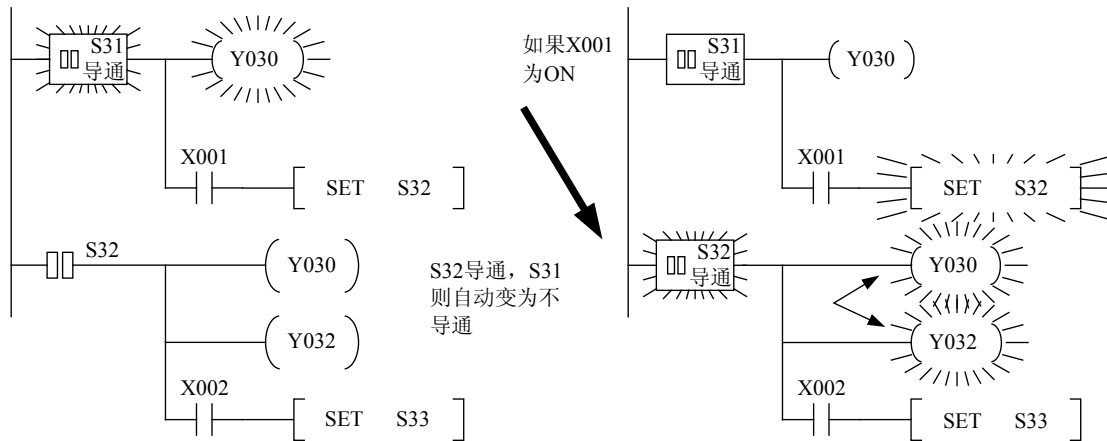 S31
导通
Y030
X001
SET S32
S32
Y030
Y032
X002
SET S33
如果X001
为ON
S32导通，S31
则自动变为不
导通
S31
导通
Y030
X001
SET S32
S32
导通
Y030
Y032
X002
SET S33